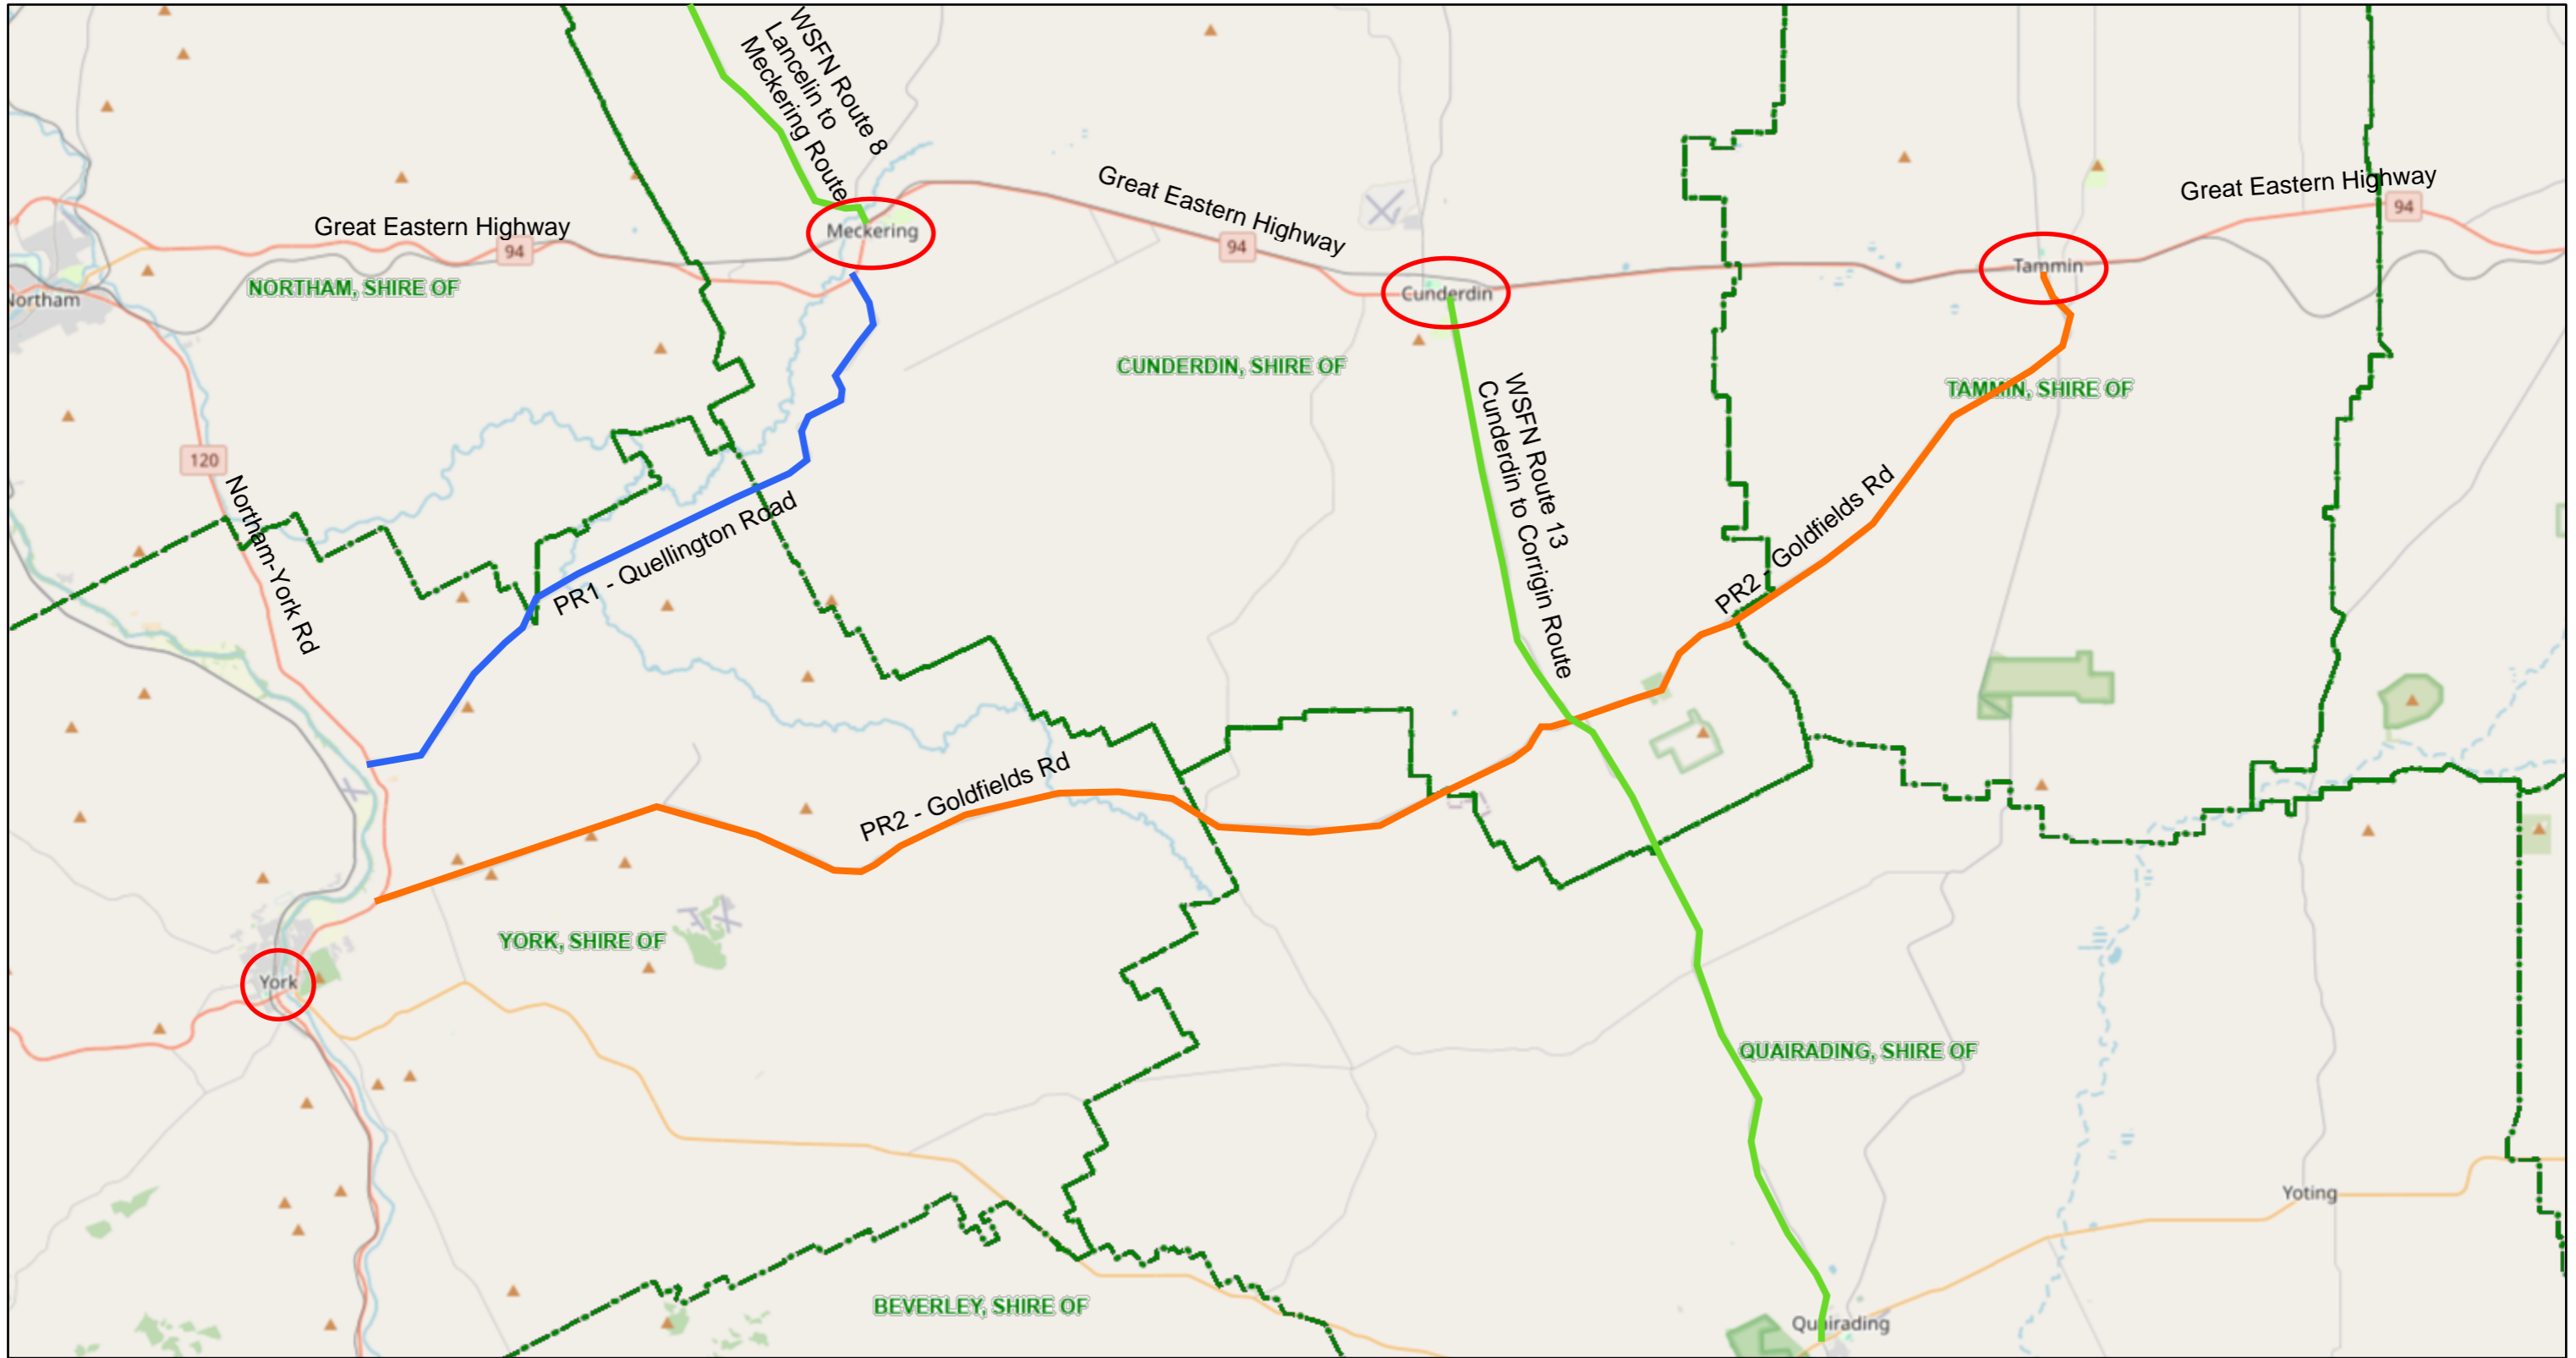 WSFN Route 8
Lancelin to
Meckering Route
Great Eastern Highway
94
Meckering
Great Eastern Highway
94
Great Eastern Highway
94
NORTHAM, SHIRE OF
Northam
Cunderdin
Tammin
CUNDERDIN, SHIRE OF
TAMMIN, SHIRE OF
120
Northam-York Rd
WSFN Route 13
Cunderdin to Corrigin Route
PR1 - Quellington Road
PR2 - Goldfields Rd
PR2 - Goldfields Rd
YORK, SHIRE OF
York
QUAIRADING, SHIRE OF
Yoting
BEVERLEY, SHIRE OF
Quairading